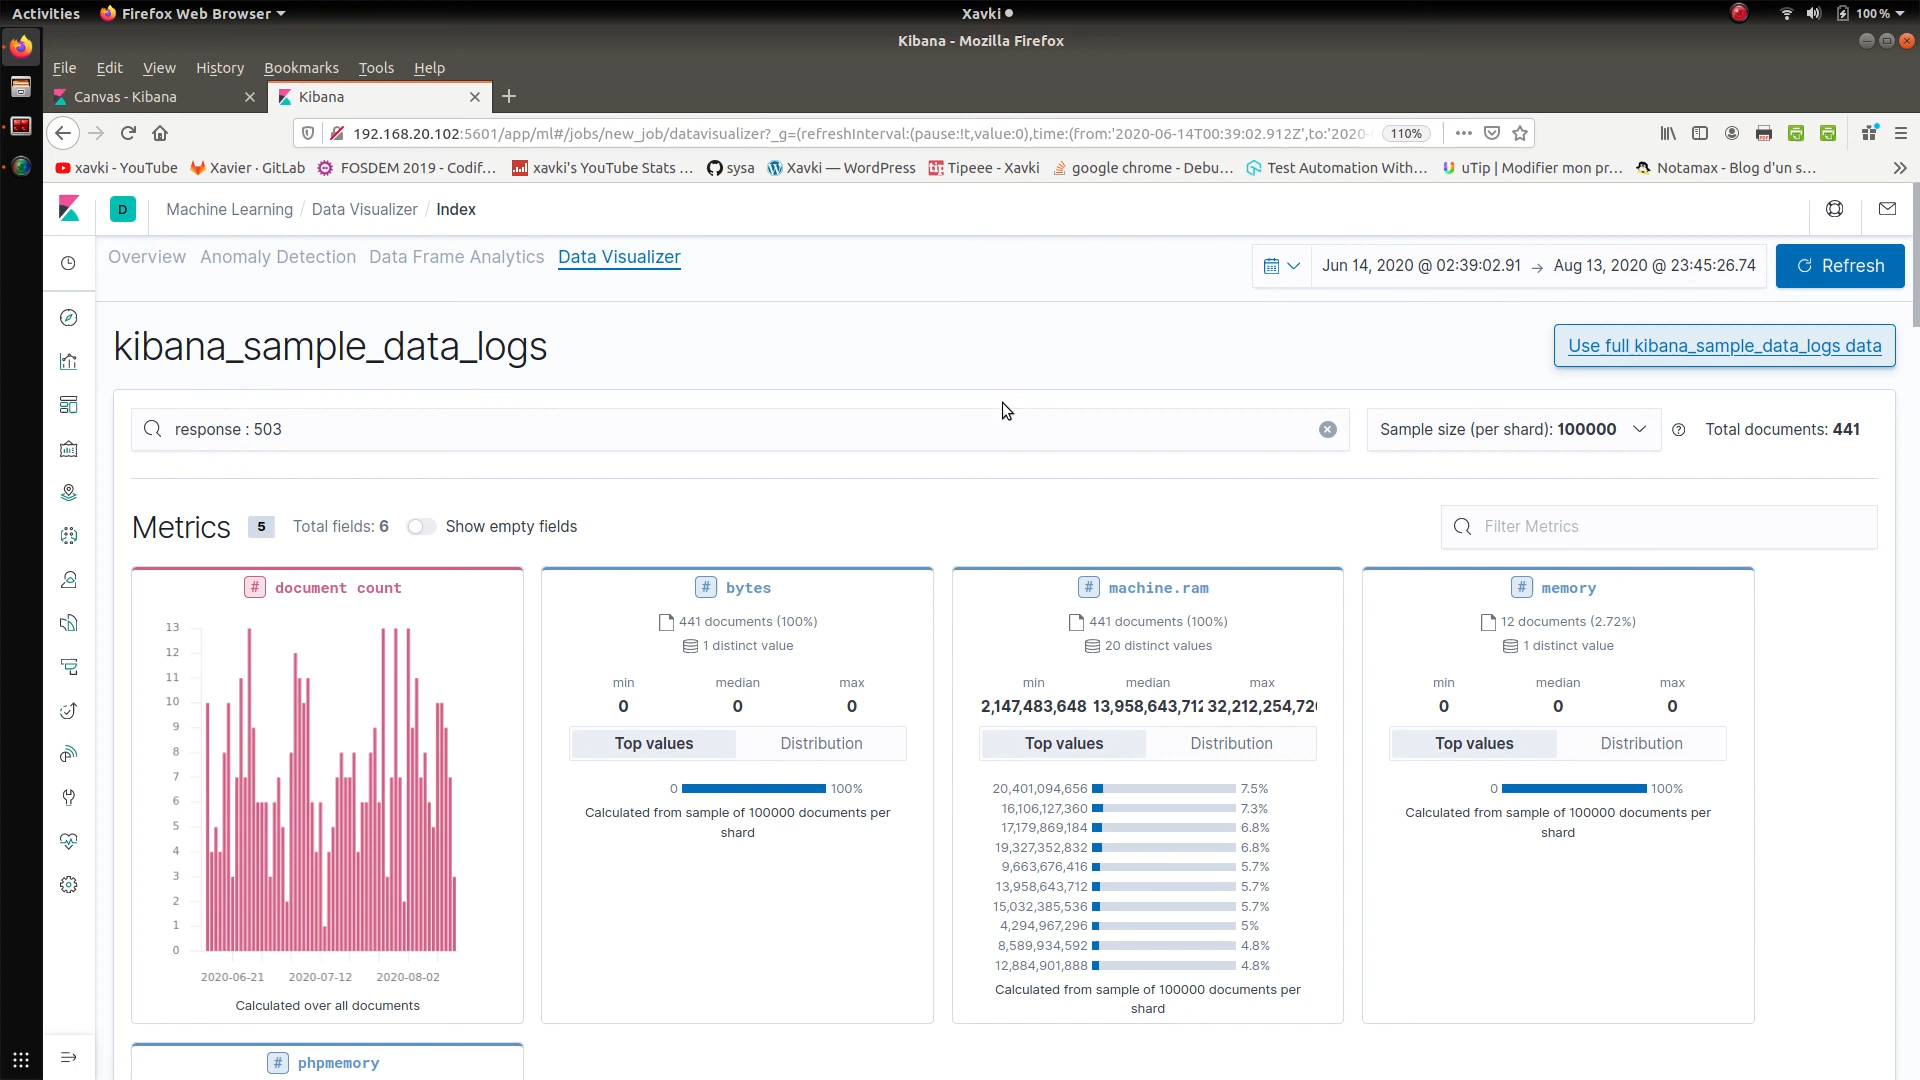 Activities Firefox Web Browser Xavki 100 %
Kibana - Mozilla Firefox
File Edit View History Bookmarks Tools Help
Canvas - Kibana Kibana
192.168.20.102:5601/app/ml#/jobs/new_job/datavisualizer?_g=(refreshInterval:(pause:!t,value:0),time:(from:'2020-06-14T00:39:02.912Z',to:'2020- 110%
xavki - YouTube Xavier · GitLab FOSDEM 2019 - Codif... xavki's YouTube Stats ... sysa Xavki — WordPress Tipeee - Xavki google chrome - Debu... Test Automation With... uTip | Modifier mon pr... Notamax - Blog d'un s...
D Machine Learning / Data Visualizer / Index
Overview Anomaly Detection Data Frame Analytics Data Visualizer
Jun 14, 2020 @ 02:39:02.91 → Aug 13, 2020 @ 23:45:26.74 Refresh
kibana_sample_data_logs
Use full kibana_sample_data_logs data
response : 503
Sample size (per shard): 100000 Total documents: 441
Metrics 5 Total fields: 6 Show empty fields
Filter Metrics
# document count
13
12
11
10
9
8
7
6
5
4
3
2
1
0
2020-06-21 2020-07-12 2020-08-02
Calculated over all documents
# bytes
441 documents (100%)
1 distinct value
min median max
0 0 0
Top values Distribution
0 100%
Calculated from sample of 100000 documents per
shard
# machine.ram
441 documents (100%)
20 distinct values
min median max
2,147,483,648 13,958,643,712 32,212,254,720
Top values Distribution
20,401,094,656 7.5%
16,106,127,360 7.3%
17,179,869,184 6.8%
19,327,352,832 6.8%
9,663,676,416 5.7%
13,958,643,712 5.7%
15,032,385,536 5.7%
4,294,967,296 5%
8,589,934,592 4.8%
12,884,901,888 4.8%
Calculated from sample of 100000 documents per
shard
# memory
12 documents (2.72%)
1 distinct value
min median max
0 0 0
Top values Distribution
0 100%
Calculated from sample of 100000 documents per
shard
# phpmemory